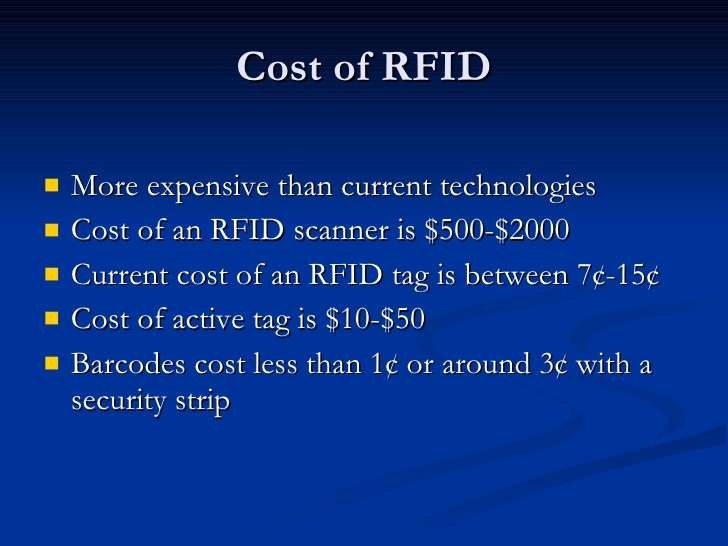 Cost of RFID
More expensive than current technologies
Cost of an RFID scanner is $500-$2000
Current cost of an RFID tag is between 7¢-15¢
Cost of active tag is $10-$50
Barcodes cost less than 1¢ or around 3¢ with a
security strip